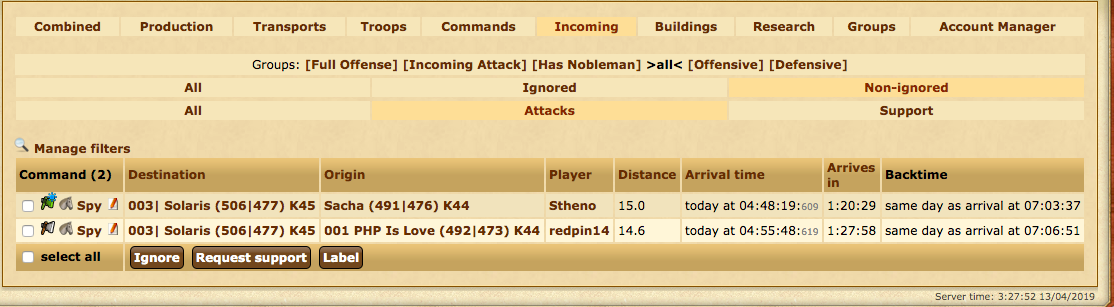 Combined Production Transports Troops Commands Incoming Buildings Research Groups Account Manager
Groups: [Full Offense] [Incoming Attack] [Has Nobleman] >all< [Offensive] [Defensive]
All Ignored Non-ignored
All Attacks Support
Manage filters
Command (2) Destination Origin Player Distance Arrival time Arrives in Backtime
Spy 003| Solaris (506|477) K45 Sacha (491|476) K44 Stheno 15.0 today at 04:48:19:609 1:20:29 same day as arrival at 07:03:37
Spy 003| Solaris (506|477) K45 001 PHP Is Love (492|473) K44 redpin14 14.6 today at 04:55:48:619 1:27:58 same day as arrival at 07:06:51
select all Ignore Request support Label
Server time: 3:27:52 13/04/2019